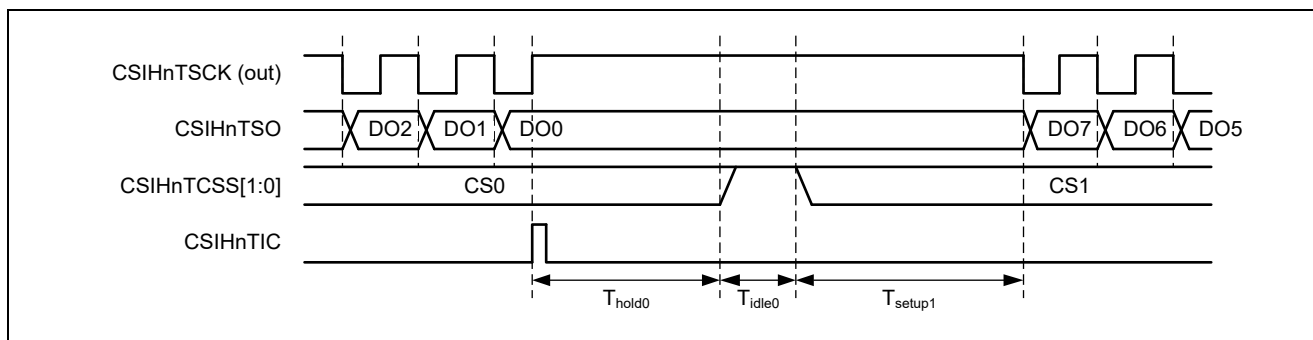 CSIHnTSCK (out)
CSIHnTSO DO2 DO1 DO0 DO7 DO6 DO5
CSIHnTCSS[1:0] CS0 CS1
CSIHnTIC
Thold0 Tidle0 Tsetup1